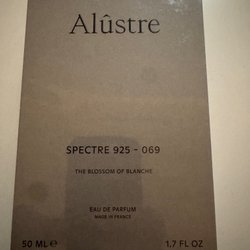 Alûstre
SPECTRE 925 - 069
THE BLOSSOM OF BLANCHE
EAU DE PARFUM
MADE IN FRANCE
50 ML ℮ 1.7 FL OZ